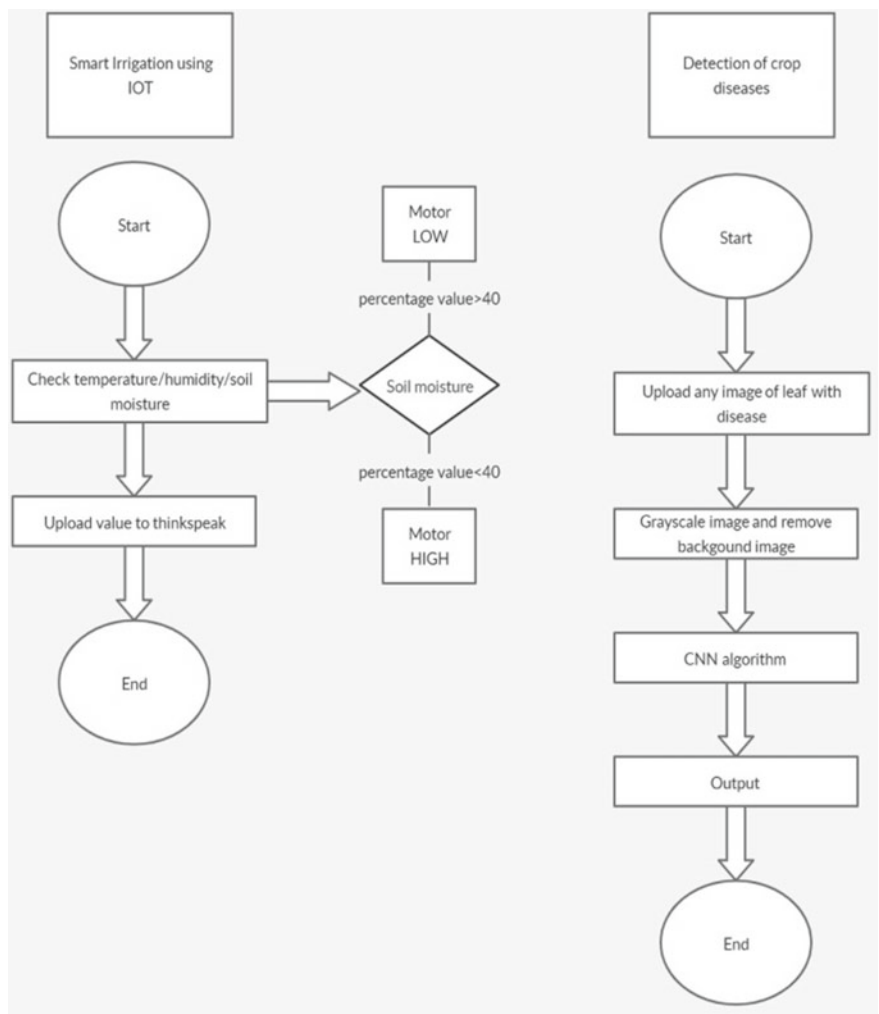 Smart Irrigation using
IOT
Start
Check temperature/humidity/soil
moisture
Upload value to thinkspeak
End
Motor
LOW
percentage value>40
Soil moisture
percentage value<40
Motor
HIGH
Detection of crop
diseases
Start
Upload any image of leaf with
disease
Grayscale image and remove
backgound image
CNN algorithm
Output
End